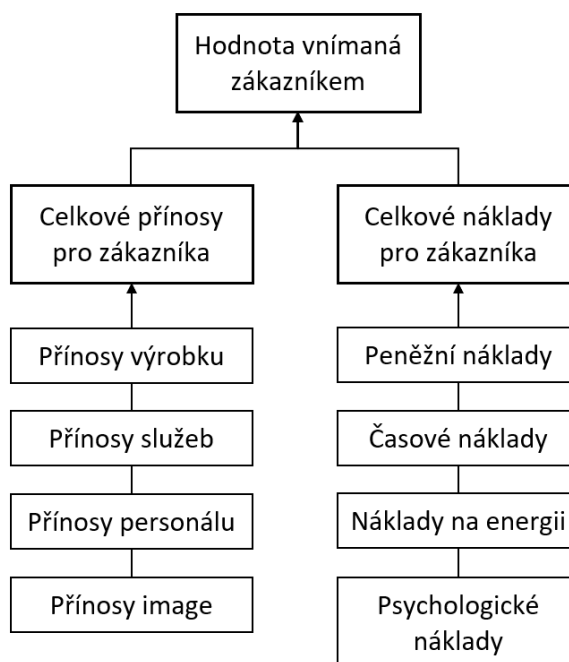 Hodnota vnímaná
zákazníkem
Celkové přínosy
pro zákazníka
Přínosy výrobku
Přínosy služeb
Přínosy personálu
Přínosy image
Celkové náklady
pro zákazníka
Peněžní náklady
Časové náklady
Náklady na energii
Psychologické
náklady